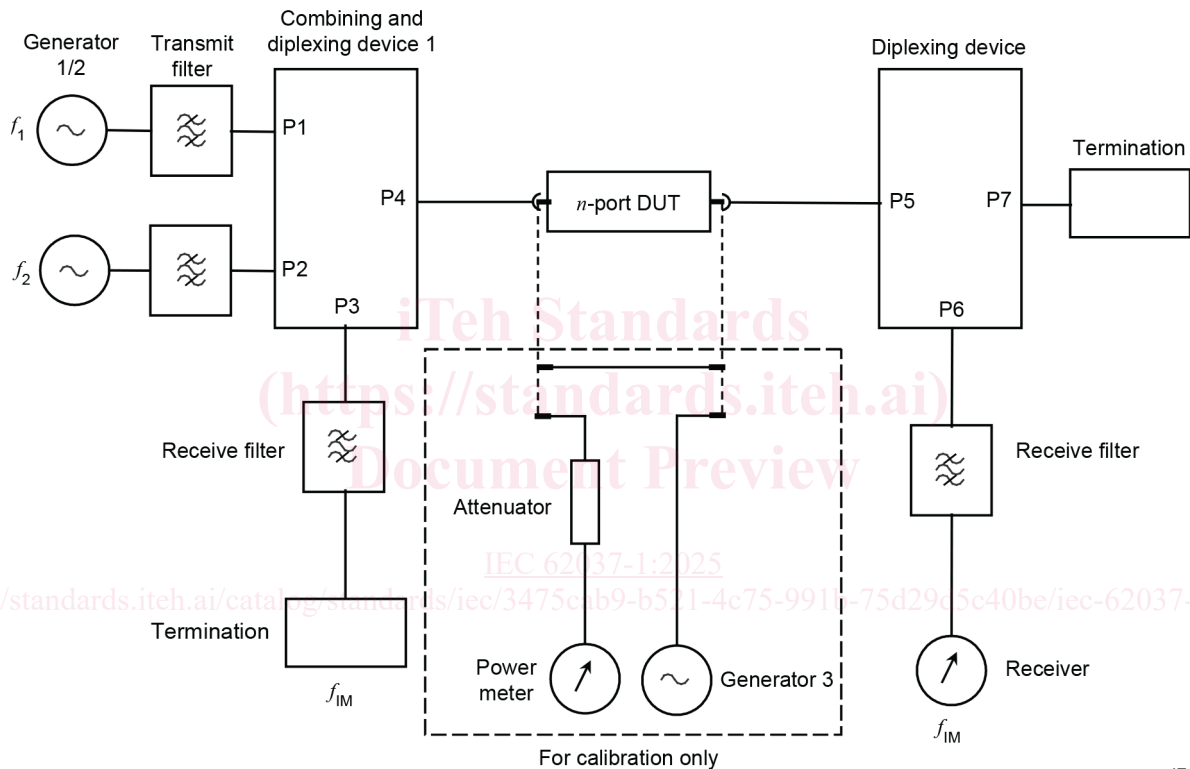 Combining and
diplexing device 1
Generator
1/2
Transmit
filter
Diplexing device
f1
P1
Termination
P4
n-port DUT
P5
P7
f2
P2
P3
P6
iTeh Standards
(https://standards.iteh.ai)
Document Preview
Receive filter
Receive filter
Attenuator
IEC 62037-1:2025
/standards.iteh.ai/catalog/standards/iec/3475cab9-b521-4c75-991b-75d29d5c40be/iec-62037-
Termination
Power
meter
Generator 3
Receiver
fIM
fIM
For calibration only